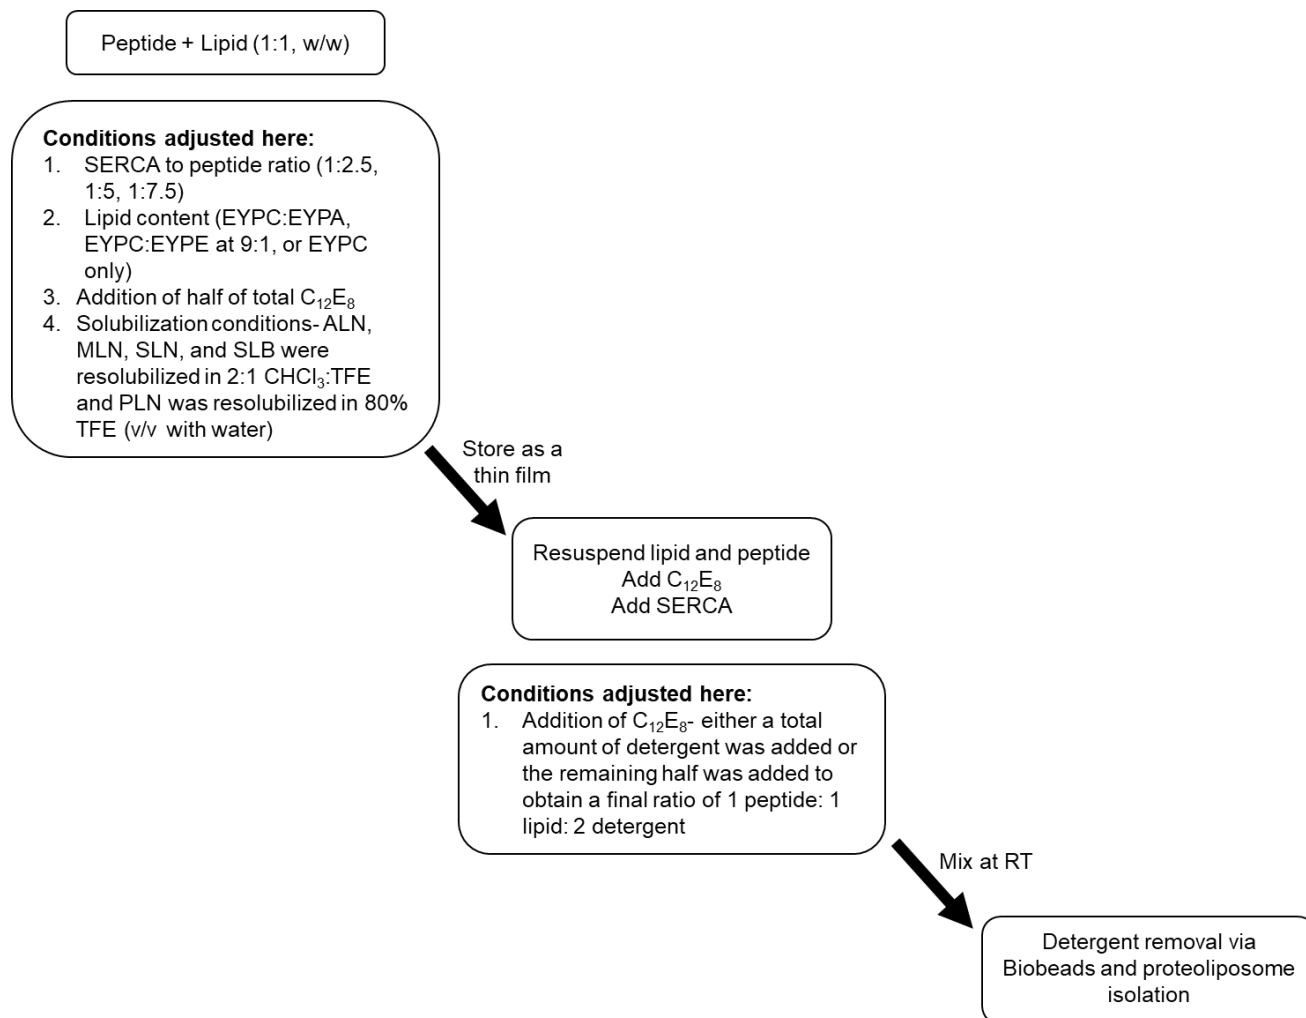 Peptide + Lipid (1:1, w/w)
Conditions adjusted here:
1. SERCA to peptide ratio (1:2.5,
1:5, 1:7.5)
2. Lipid content (EYPC:EYPA,
EYPC:EYPE at 9:1, or EYPC
only)
3. Addition of half of total C₁₂E₈
4. Solubilization conditions- ALN,
MLN, SLN, and SLB were
resolubilized in 2:1 CHCl₃:TFE
and PLN was resolubilized in 80%
TFE (v/v with water)
Store as a
thin film
Resuspend lipid and peptide
Add C₁₂E₈
Add SERCA
Conditions adjusted here:
1. Addition of C₁₂E₈- either a total
amount of detergent was added or
the remaining half was added to
obtain a final ratio of 1 peptide: 1
lipid: 2 detergent
Mix at RT
Detergent removal via
Biobeads and proteoliposome
isolation